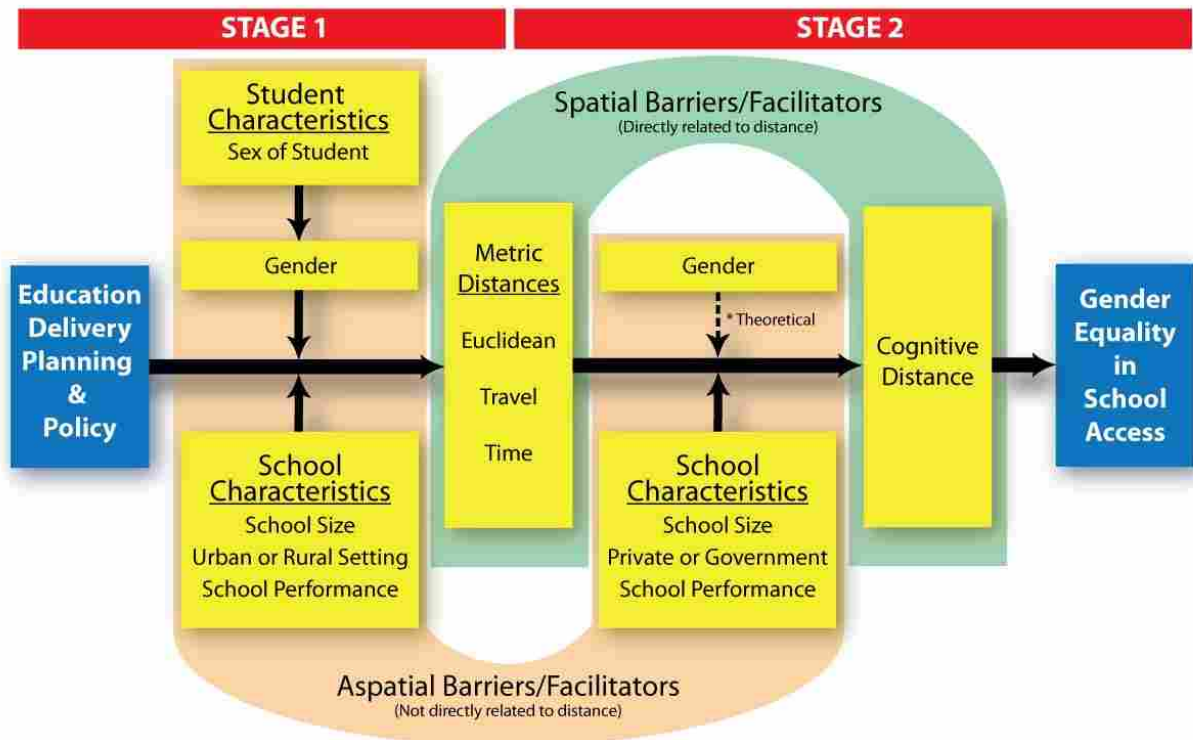 STAGE 1
STAGE 2
Student
Characteristics
Sex of Student
Gender
Education
Delivery
Planning
&
Policy
School
Characteristics
School Size
Urban or Rural Setting
School Performance
Spatial Barriers/Facilitators
(Directly related to distance)
Metric
Distances
Euclidean
Travel
Time
Gender
* Theoretical
School
Characteristics
School Size
Private or Government
School Performance
Cognitive
Distance
Gender
Equality
in
School
Access
Aspatial Barriers/Facilitators
(Not directly related to distance)